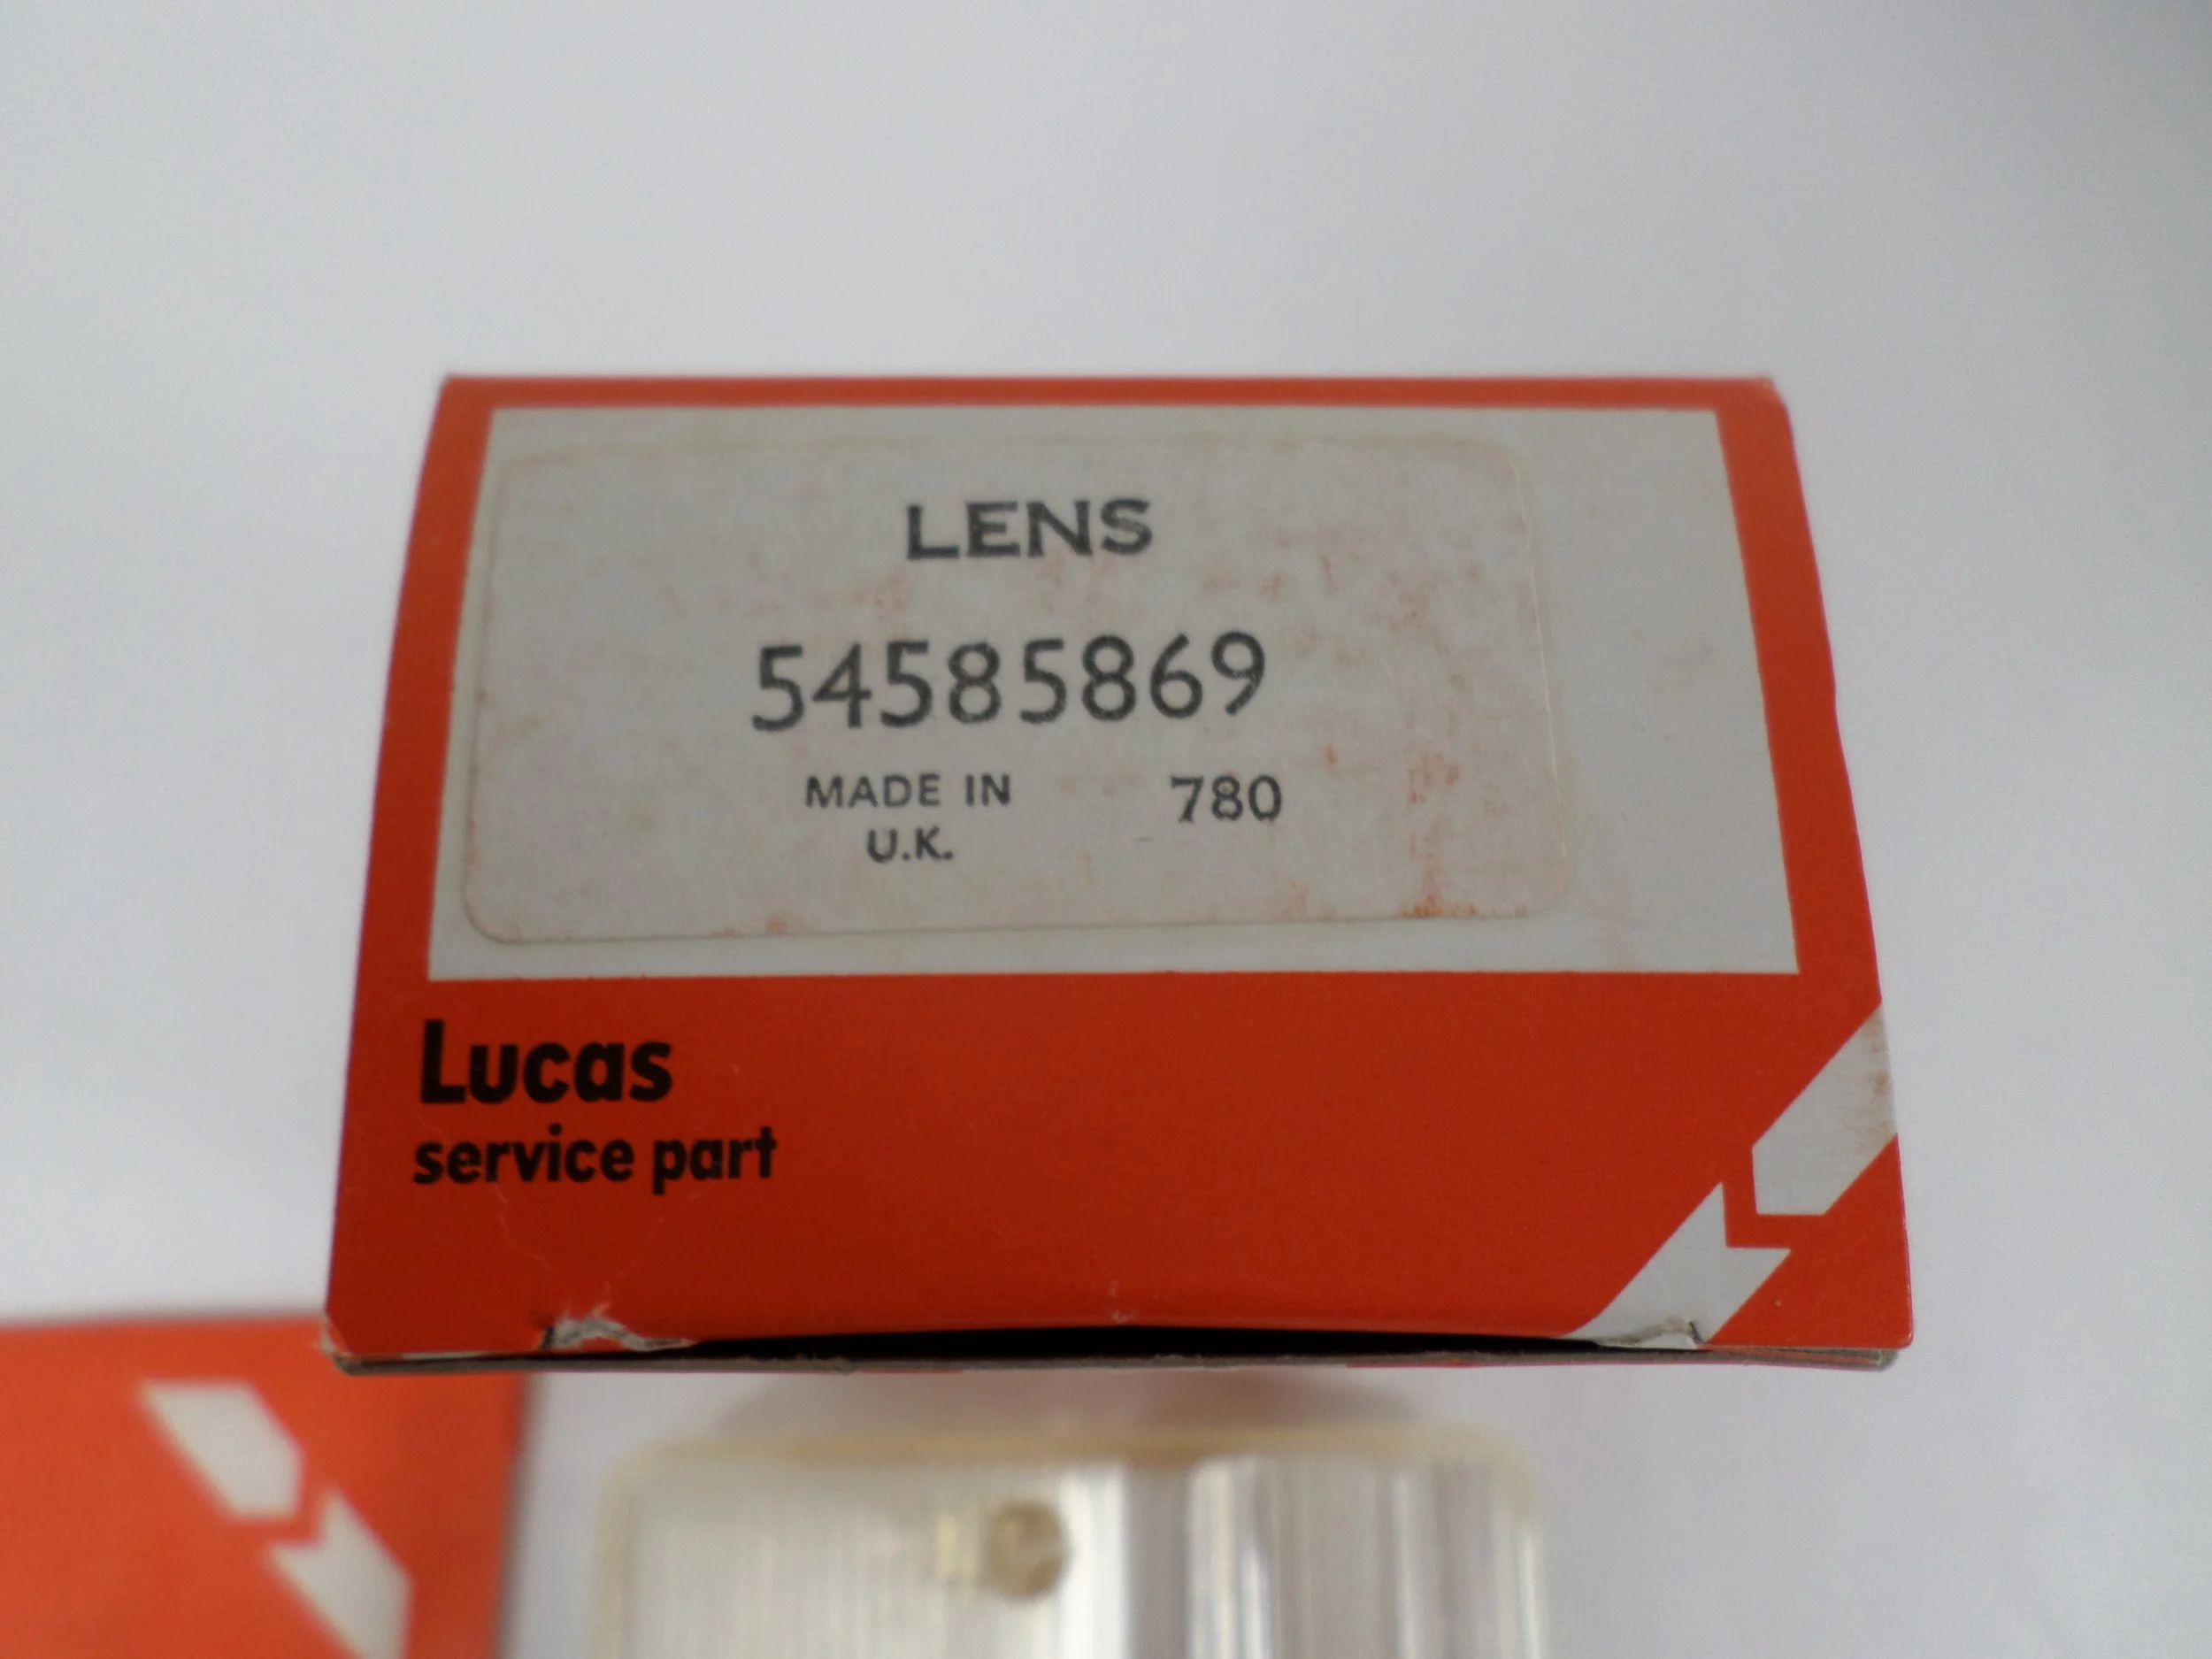 LENS
54585869
MADE IN 780
U.K.
Lucas
service part